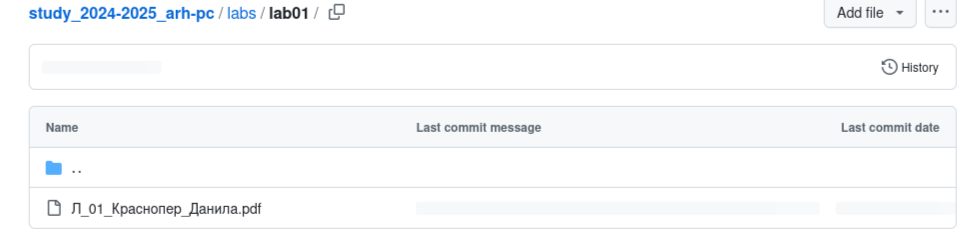 study_2024-2025_arh-pc / labs / lab01 /
Add file
History
Name Last commit message Last commit date
..
Л_01_Краснопер_Данила.pdf